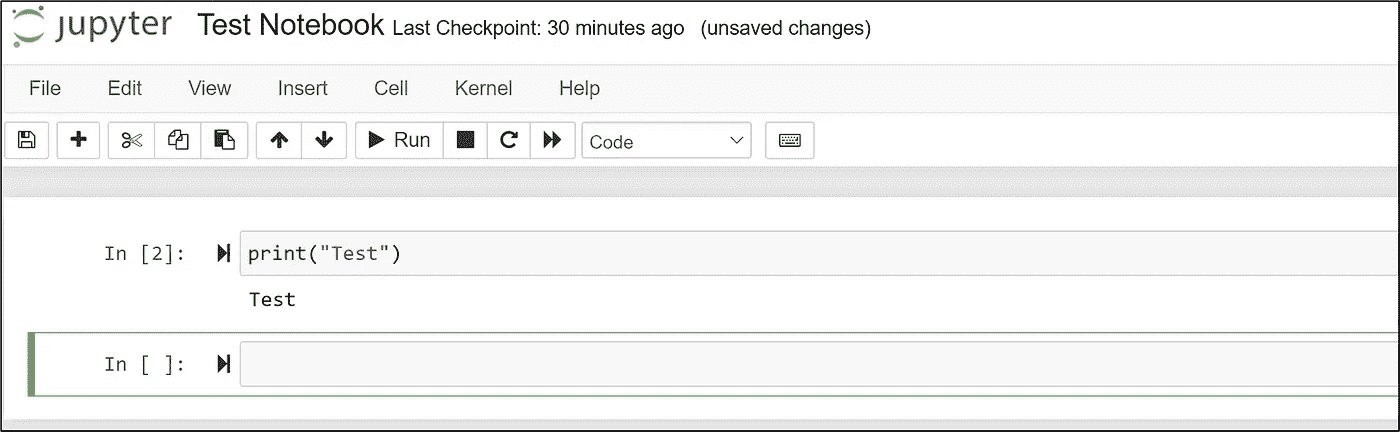 jupyter Test Notebook Last Checkpoint: 30 minutes ago (unsaved changes)
File Edit View Insert Cell Kernel Help
Run Code
In [2]: print("Test")
Test
In [ ]: